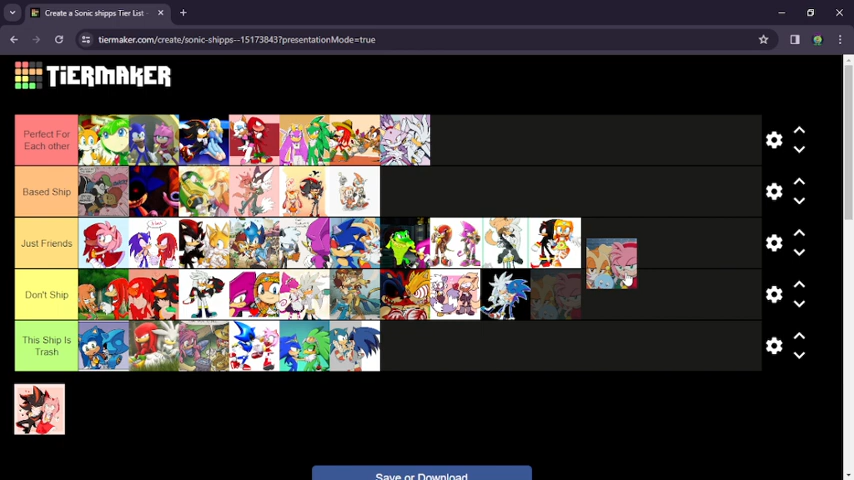 Create a Sonic shipps Tier List -
tiermaker.com/create/sonic-shipps--15173843?presentationMode=true
TIERMAKER
Perfect For
Each other
Based Ship
Just Friends
Don't Ship
This Ship Is
Trash
Save or Download